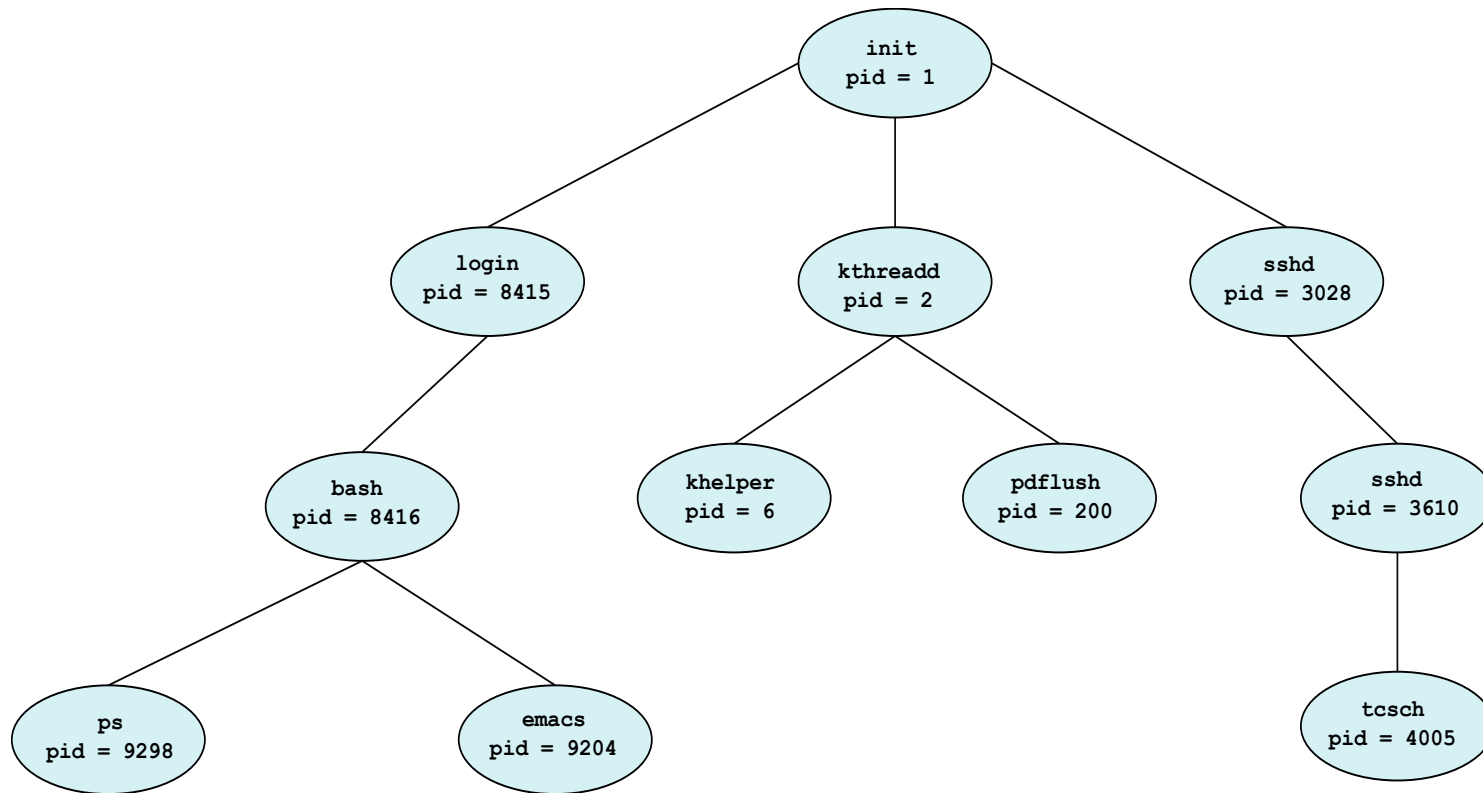 init
pid = 1
login
pid = 8415
kthreadd
pid = 2
sshd
pid = 3028
bash
pid = 8416
khelper
pid = 6
pdflush
pid = 200
sshd
pid = 3610
ps
pid = 9298
emacs
pid = 9204
tcsch
pid = 4005